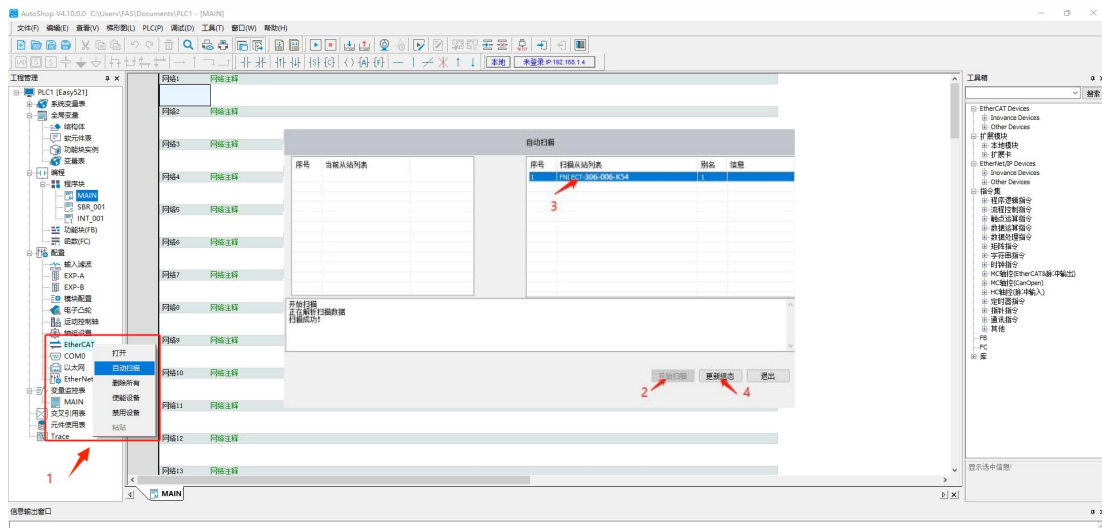 AutoShop V4.10.0.0 C:\Users\FAS\Documents\PLC1 - [MAIN]
文件(F) 编辑(E) 查看(V) 梯形图(L) PLC(P) 调试(D) 工具(T) 窗口(W) 帮助(H)
本地 未登录 IP:192.168.1.4
工程管理
PLC1 [Easy521]
系统变量表
全局变量
结构体
软元件表
功能块实例
变量表
编程
程序块
MAIN
SBR_001
INT_001
功能块(FB)
函数(FC)
配置
输入滤波
EXP-A
EXP-B
模块配置
电子凸轮
运动控制轴
轴组设置
EtherCAT
COM0
以太网
EtherNet
变量监控表
MAIN
交叉引用表
元件使用表
Trace
打开
自动扫描
删除所有
使能设备
禁用设备
粘贴
1
网络1 网络注释
网络2 网络注释
网络3 网络注释
网络4 网络注释
网络5 网络注释
网络6 网络注释
网络7 网络注释
网络8 网络注释
网络9 网络注释
网络10 网络注释
网络11 网络注释
网络12 网络注释
网络13 网络注释
MAIN
自动扫描
序号 当前从站列表
序号 扫描从站列表 别名 信息
1 FNI ECT-306-006-K54 1
3
开始扫描
正在解析扫描数据
扫描成功!
开始扫描 更新组态 退出
2 4
工具箱
搜索
EtherCAT Devices
Inovance Devices
Other Devices
扩展模块
本地模块
扩展卡
EtherNet/IP Devices
Inovance Devices
Other Devices
指令集
程序逻辑指令
流程控制指令
触点运算指令
数据运算指令
数据处理指令
矩阵指令
字符串指令
时钟指令
MC轴控(EtherCAT&脉冲输出)
MC轴控(CanOpen)
HC轴控(脉冲输入)
定时器指令
指针指令
通讯指令
其他
FB
FC
库
显示选中信息!
信息输出窗口